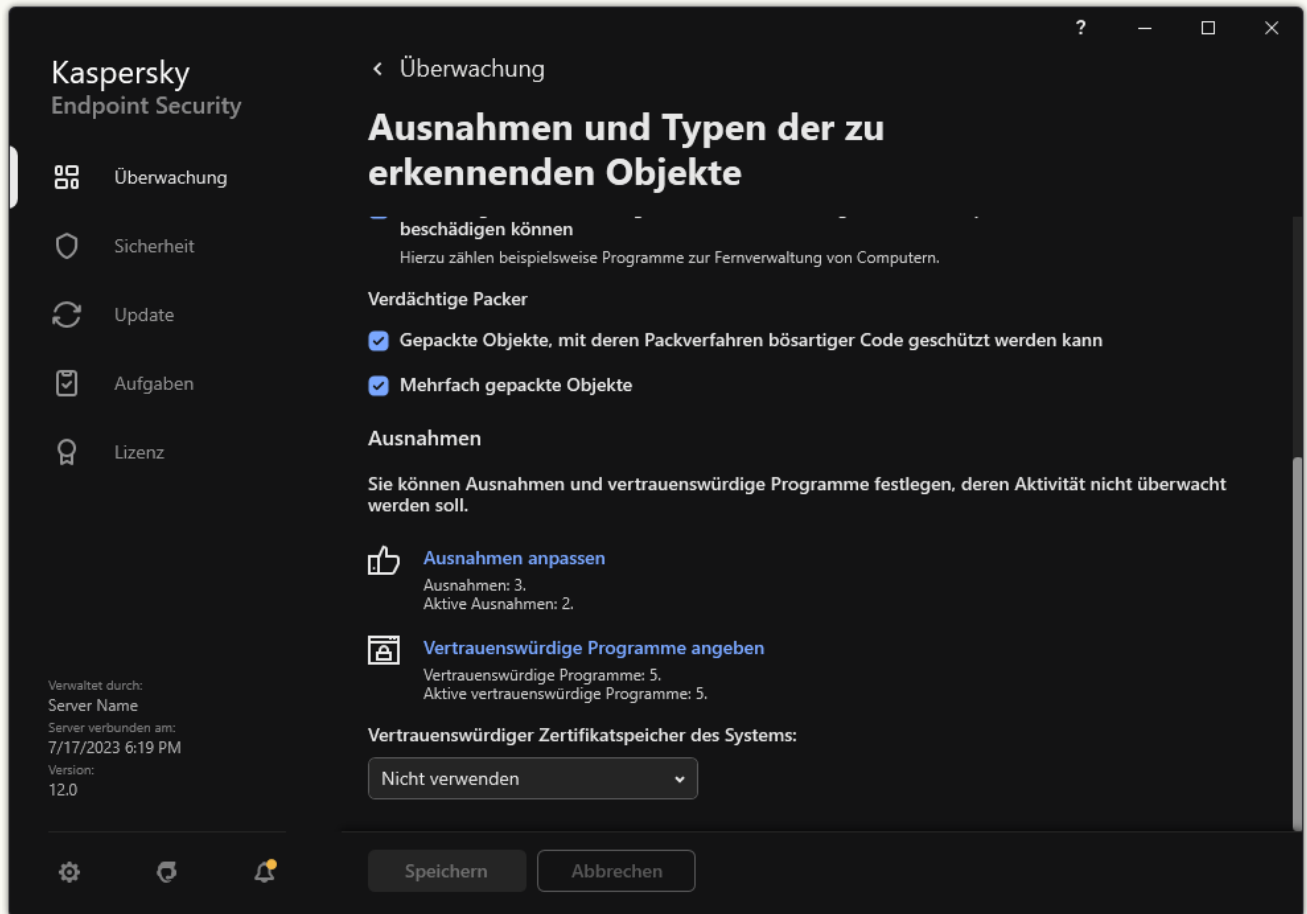 ?
Kaspersky
Endpoint Security
Überwachung
Sicherheit
Update
Aufgaben
Lizenz
Verwaltet durch:
Server Name
Server verbunden am:
7/17/2023 6:19 PM
Version:
12.0
Überwachung
Ausnahmen und Typen der zu
erkennenden Objekte
beschädigen können
Hierzu zählen beispielsweise Programme zur Fernverwaltung von Computern.
Verdächtige Packer
Gepackte Objekte, mit deren Packverfahren bösartiger Code geschützt werden kann
Mehrfach gepackte Objekte
Ausnahmen
Sie können Ausnahmen und vertrauenswürdige Programme festlegen, deren Aktivität nicht überwacht
werden soll.
Ausnahmen anpassen
Ausnahmen: 3.
Aktive Ausnahmen: 2.
Vertrauenswürdige Programme angeben
Vertrauenswürdige Programme: 5.
Aktive vertrauenswürdige Programme: 5.
Vertrauenswürdiger Zertifikatspeicher des Systems:
Nicht verwenden
Speichern
Abbrechen